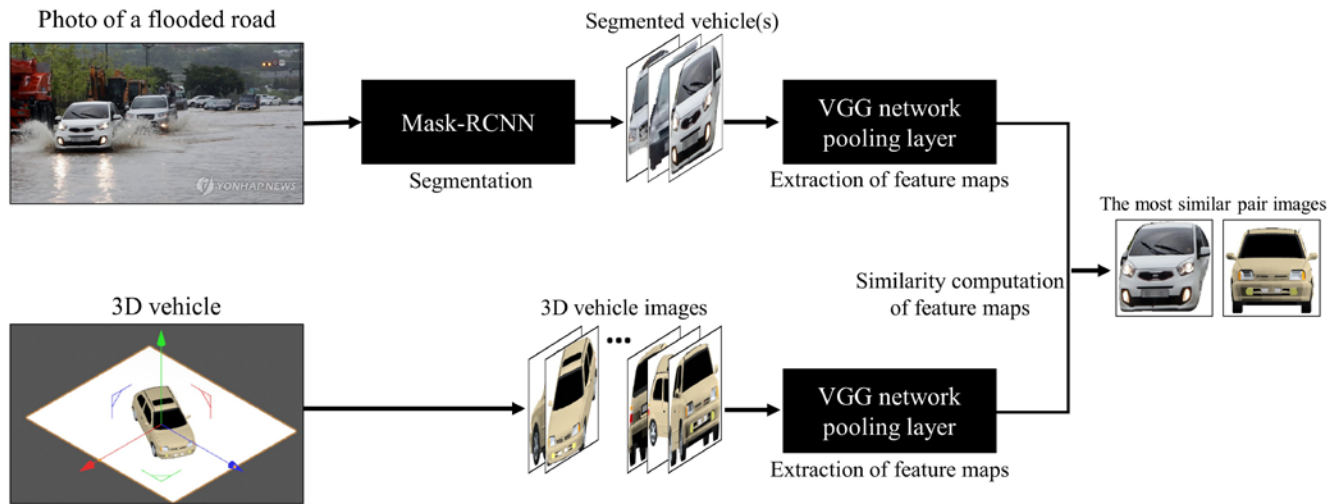 Photo of a flooded road
YONHAP NEWS
Mask-RCNN
Segmentation
Segmented vehicle(s)
VGG network
pooling layer
Extraction of feature maps
The most similar pair images
Similarity computation
of feature maps
3D vehicle
3D vehicle images
VGG network
pooling layer
Extraction of feature maps